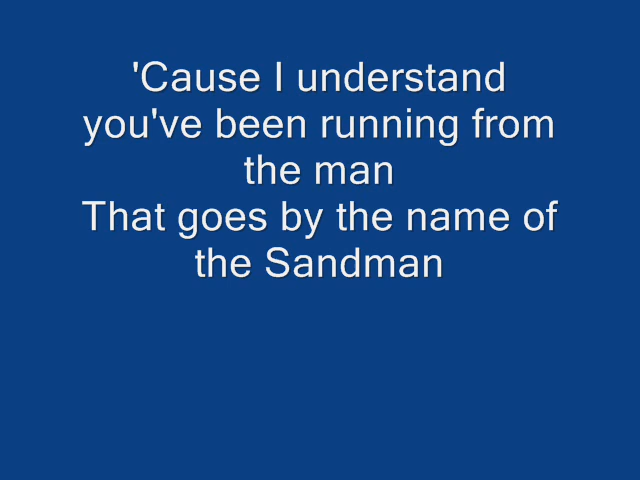 'Cause I understand
you've been running from
the man
That goes by the name of
the Sandman